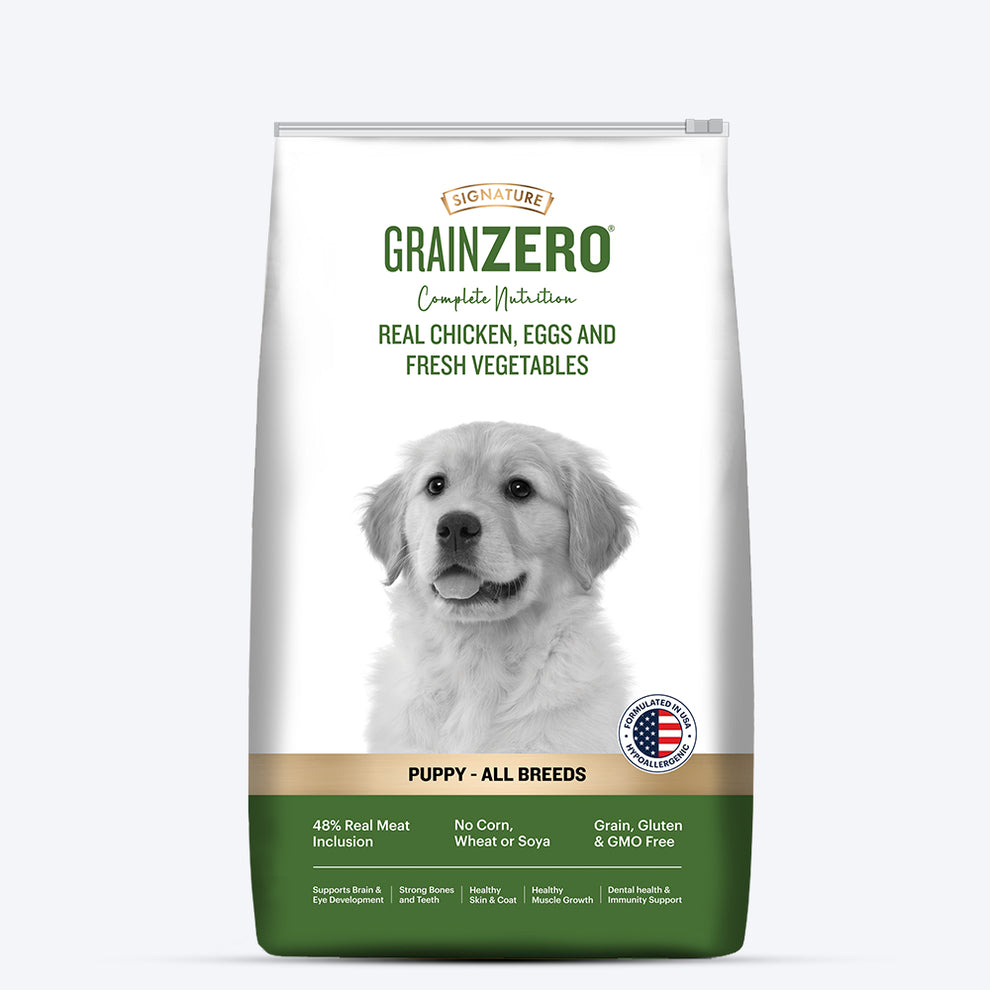 SIGNATURE
GRAINZERO®
Complete Nutrition
REAL CHICKEN, EGGS AND
FRESH VEGETABLES
FORMULATED IN USA
• HYPOALLERGENIC •
PUPPY - ALL BREEDS
48% Real Meat
Inclusion
No Corn,
Wheat or Soya
Grain, Gluten
& GMO Free
Supports Brain &
Eye Development
Strong Bones
and Teeth
Healthy
Skin & Coat
Healthy
Muscle Growth
Dental health &
Immunity Support